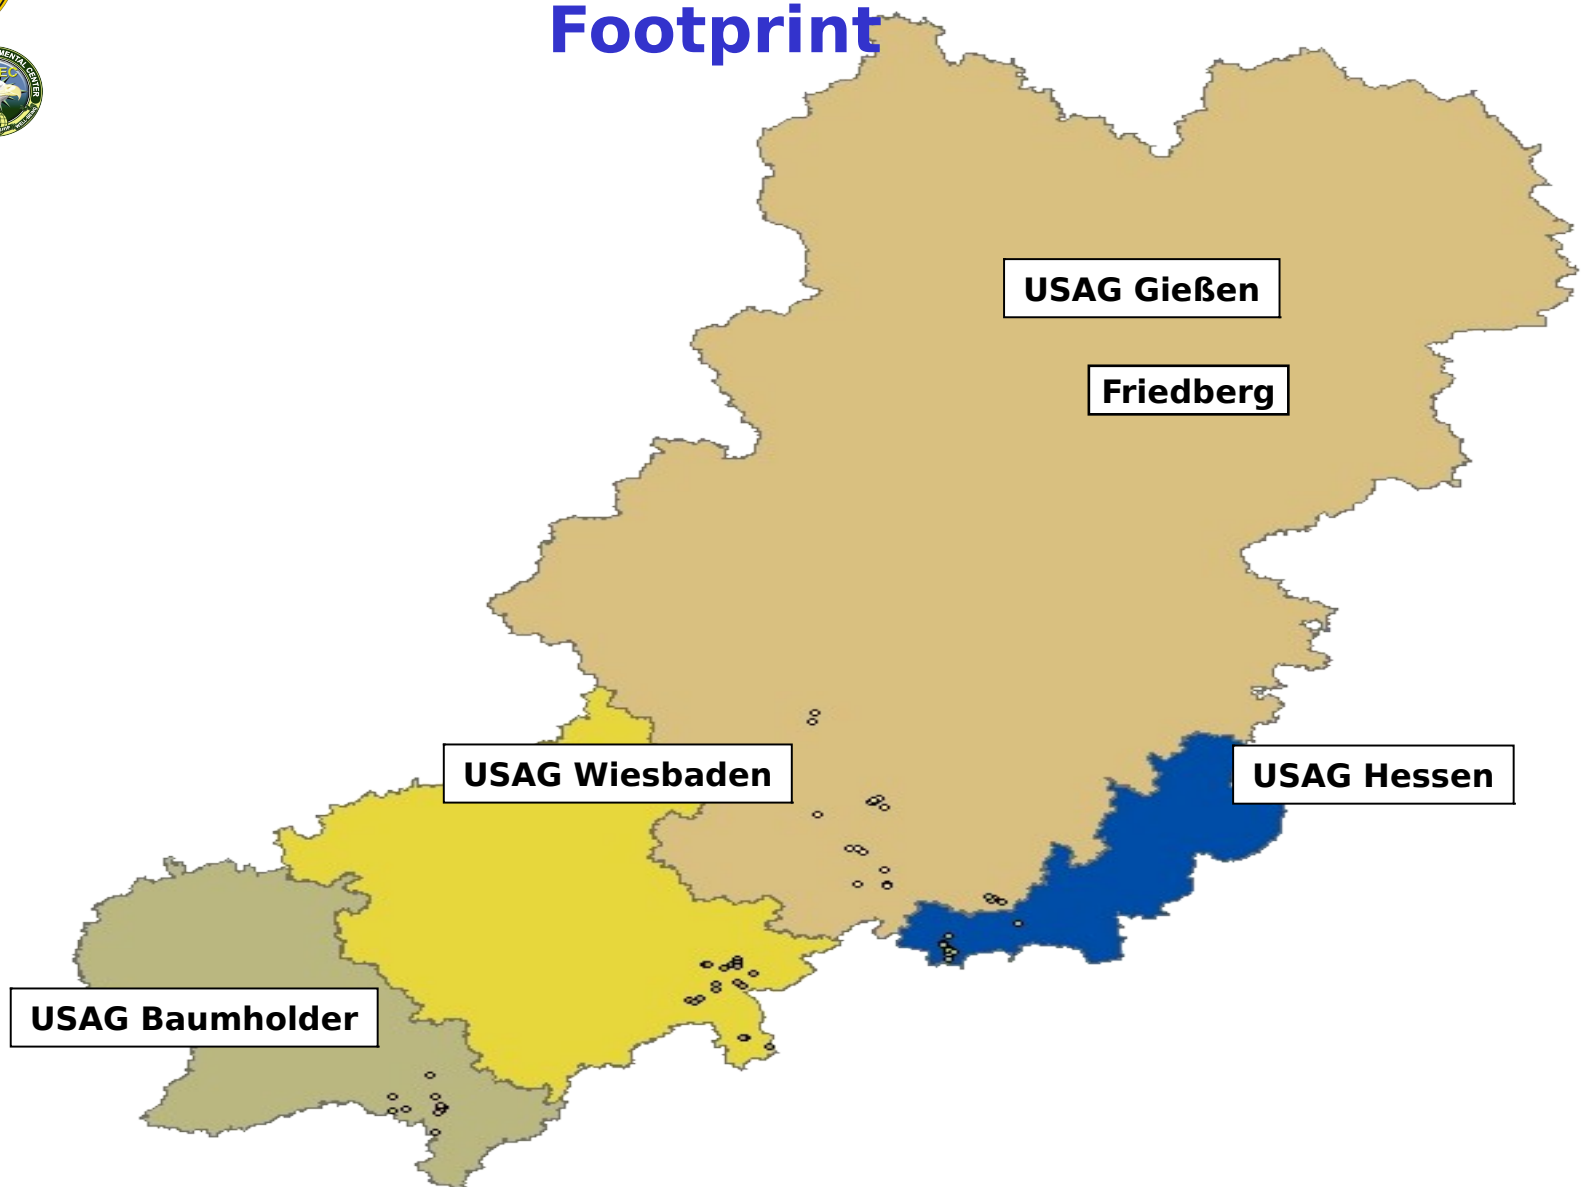 Footprint
USAG Gießen
Friedberg
USAG Wiesbaden
USAG Hessen
USAG Baumholder